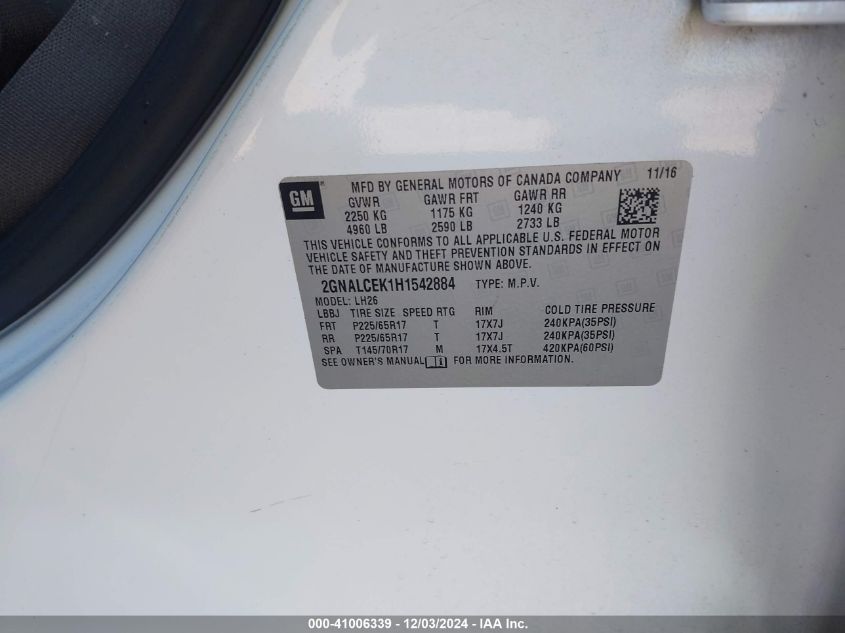 GM
MFD BY GENERAL MOTORS OF CANADA COMPANY 11/16
GVWR GAWR FRT GAWR RR
2250 KG 1175 KG 1240 KG
4960 LB 2590 LB 2733 LB
THIS VEHICLE CONFORMS TO ALL APPLICABLE U.S. FEDERAL MOTOR
VEHICLE SAFETY AND THEFT PREVENTION STANDARDS IN EFFECT ON
THE DATE OF MANUFACTURE SHOWN ABOVE.
2GNALCEK1H1542884 TYPE: M.P.V.
MODEL: LH26
LBBJ TIRE SIZE SPEED RTG RIM COLD TIRE PRESSURE
FRT P225/65R17 T 17X7J 240KPA(35PSI)
RR P225/65R17 T 17X7J 240KPA(35PSI)
SPA T145/70R17 M 17X4.5T 420KPA(60PSI)
SEE OWNER'S MANUAL FOR MORE INFORMATION.
000-41006339 - 12/03/2024 - IAA Inc.